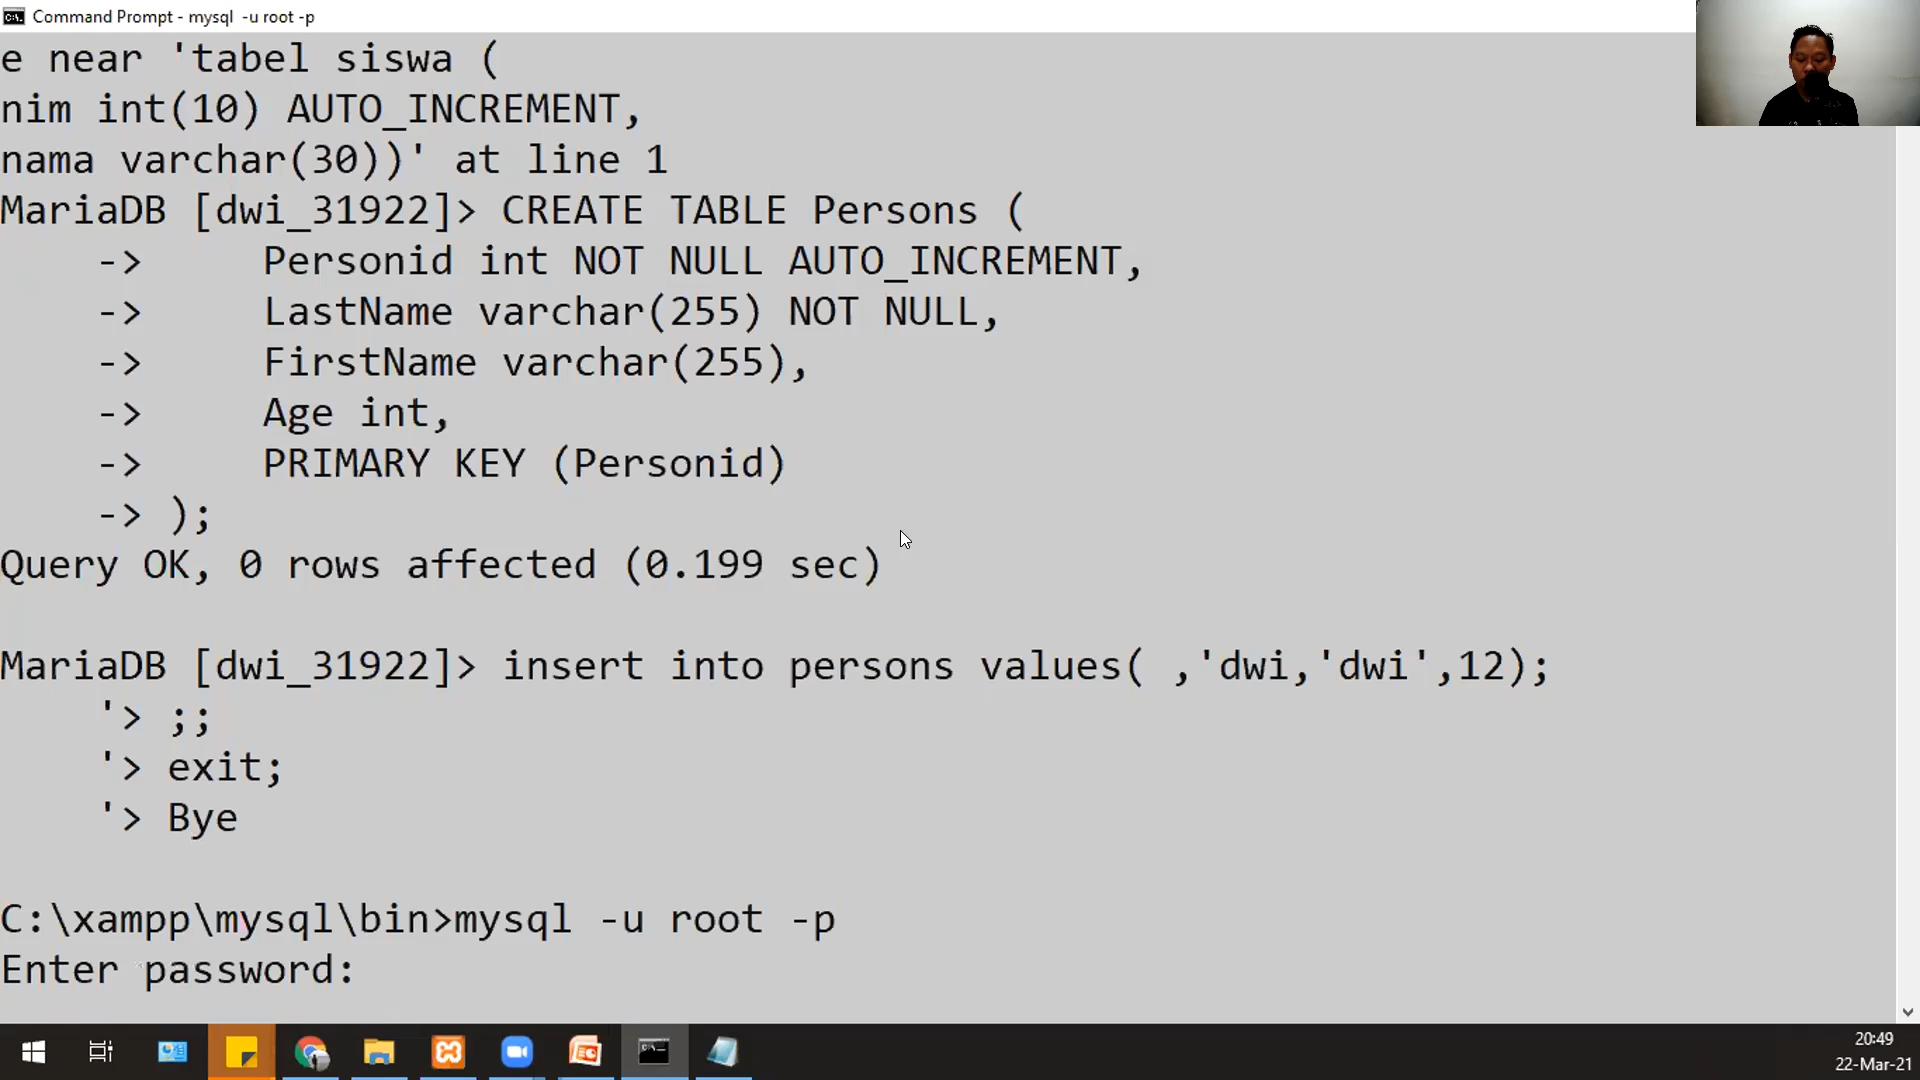 Command Prompt - mysql  -u root -p
e near 'tabel siswa (
nim int(10) AUTO_INCREMENT,
nama varchar(30))' at line 1
MariaDB [dwi_31922]> CREATE TABLE Persons (
    ->     Personid int NOT NULL AUTO_INCREMENT,
    ->     LastName varchar(255) NOT NULL,
    ->     FirstName varchar(255),
    ->     Age int,
    ->     PRIMARY KEY (Personid)
    -> );
Query OK, 0 rows affected (0.199 sec)
MariaDB [dwi_31922]> insert into persons values( ,'dwi,'dwi',12);
    '> ;;
    '> exit;
    '> Bye
C:\xampp\mysql\bin>mysql -u root -p
Enter password:
20:49
22-Mar-21